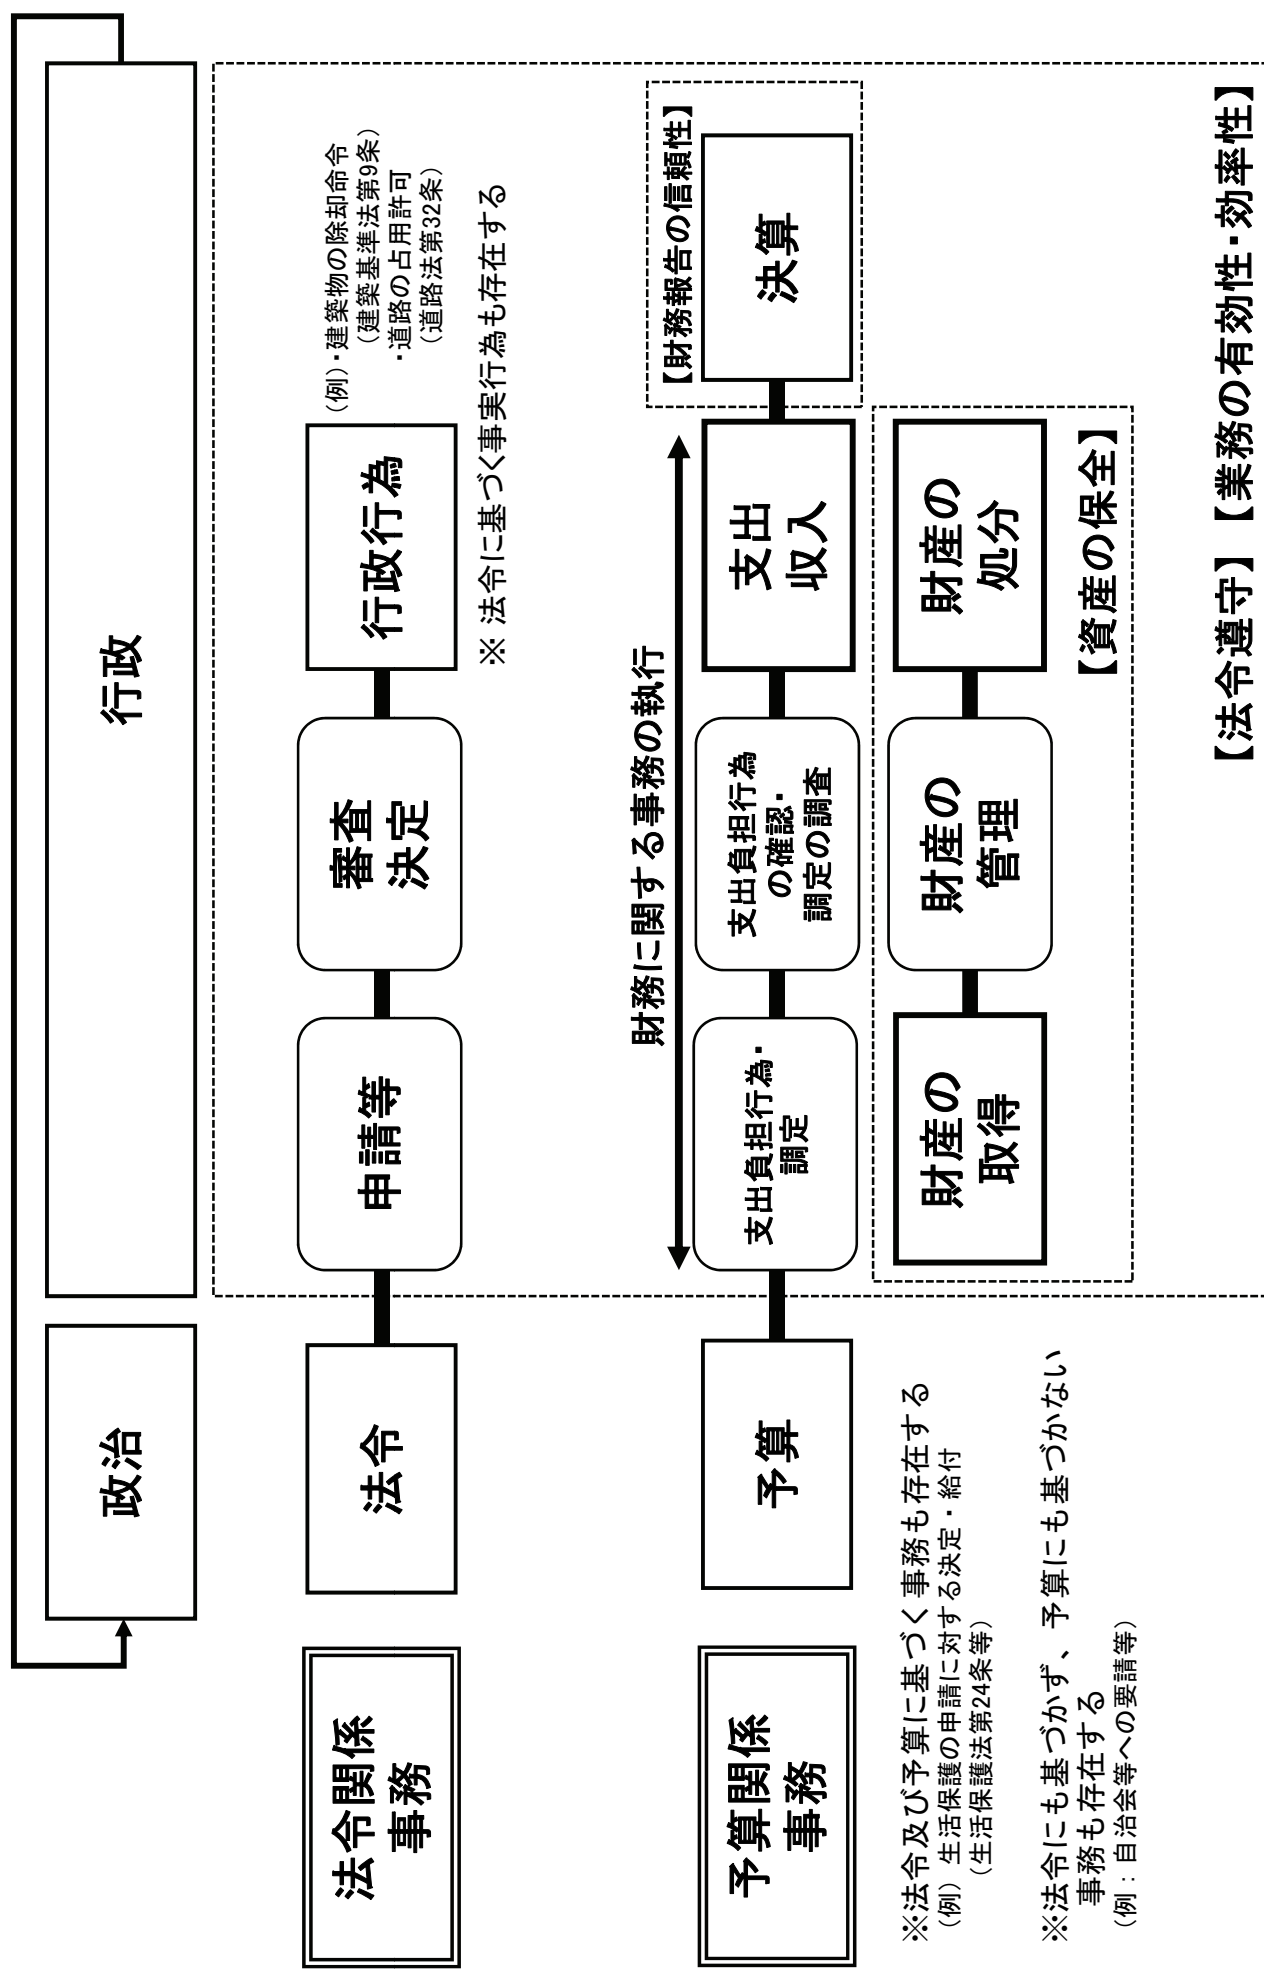 政治
行政
法令関係
事務
法令
申請等
審査
決定
行政行為
(例)・建築物の除却命令
(建築基準法第9条)
・道路の占用許可
(道路法第32条)
※ 法令に基づく事実行為も存在する
財務に関する事務の執行
【財務報告の信頼性】
予算関係
事務
予算
支出負担行為・
調定
支出負担行為
の確認・
調定の調査
支出
収入
決算
財産の
取得
財産の
管理
財産の
処分
【資産の保全】
※法令及び予算に基づく事務も存在する
(例) 生活保護の申請に対する決定・給付
(生活保護法第24条等)
※法令にも基づかず、予算にも基づかない
事務も存在する
(例：自治会等への要請等)
【法令遵守】【業務の有効性・効率性】